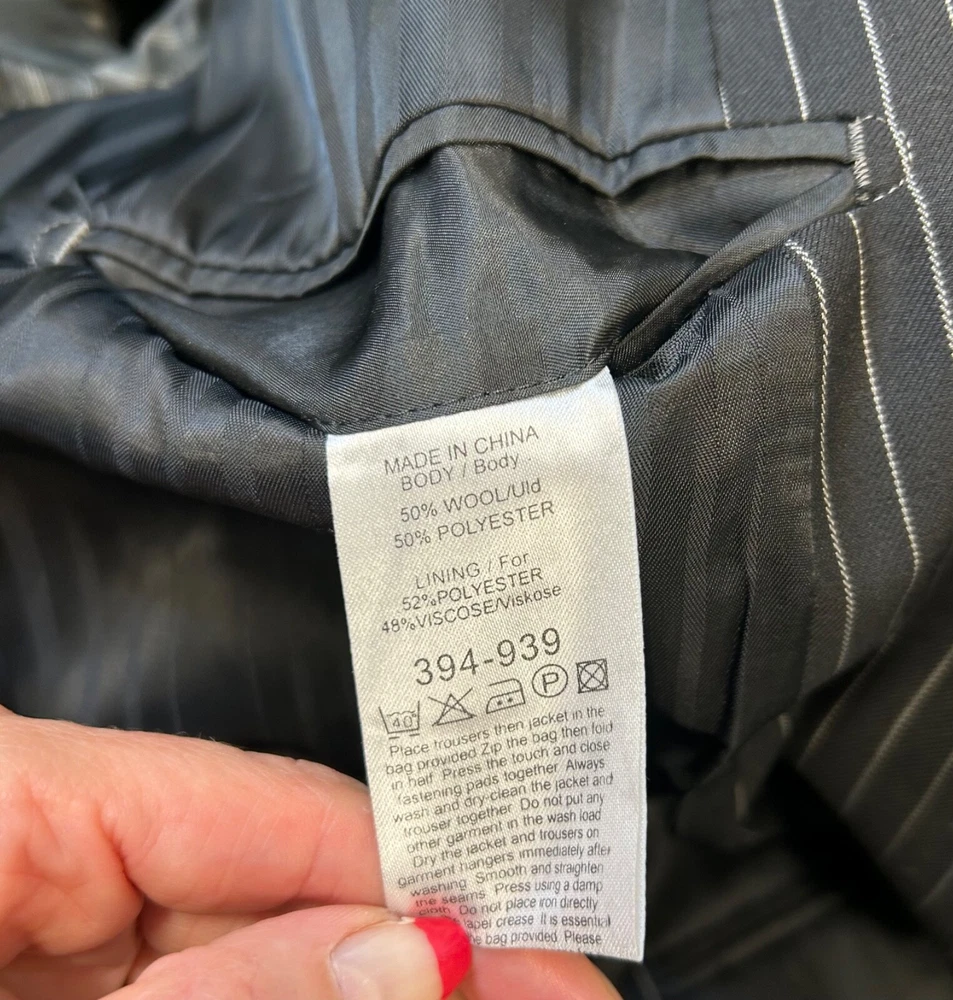 MADE IN CHINA
BODY / Body
50% WOOL/Uld
50% POLYESTER
LINING / For
52%POLYESTER
48%VISCOSE/Viskose
394-939
40°
P
Place trousers then jacket in the
bag provided Zip the bag then fold
in half Press the touch and close
fastening pads together Always
wash and dry-clean the jacket and
trouser together Do not put any
other garment in the wash load
Dry the jacket and trousers on
garment hangers immediately after
washing Smooth and straighten
the seams Press using a damp
cloth Do not place iron directly
lapel crease It is essential
bag provided. Please